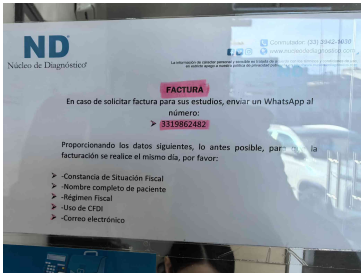 ND
Núcleo de Diagnóstico
Conmutador: (33)
FACTURA
En caso de solicitar factura para sus estudios, enviar un WhatsApp al
número:
➤ 3319862482
Proporcionando los datos siguientes, lo antes posible, para que la
facturación se realice el mismo día, por favor:
➤ -Constancia de Situación Fiscal
➤ -Nombre completo de paciente
➤ -Régimen Fiscal
➤ -Uso de CFDI
➤ -Correo electrónico